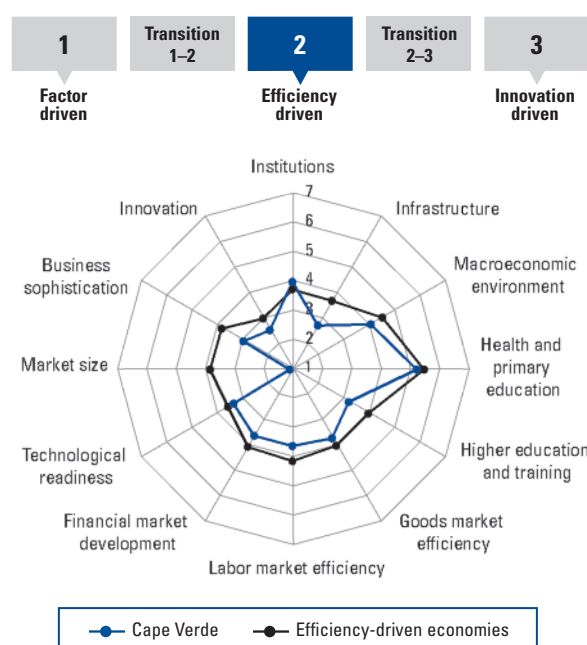 1
Transition
1–2
2
Transition
2–3
3
Factor
driven
Efficiency
driven
Innovation
driven
Institutions
7
6
5
4
3
2
1
Innovation
Infrastructure
Business
sophistication
Macroeconomic
environment
Market size
Health and
primary
education
Technological
readiness
Higher education
and training
Financial market
development
Goods market
efficiency
Labor market efficiency
Cape Verde
Efficiency-driven economies